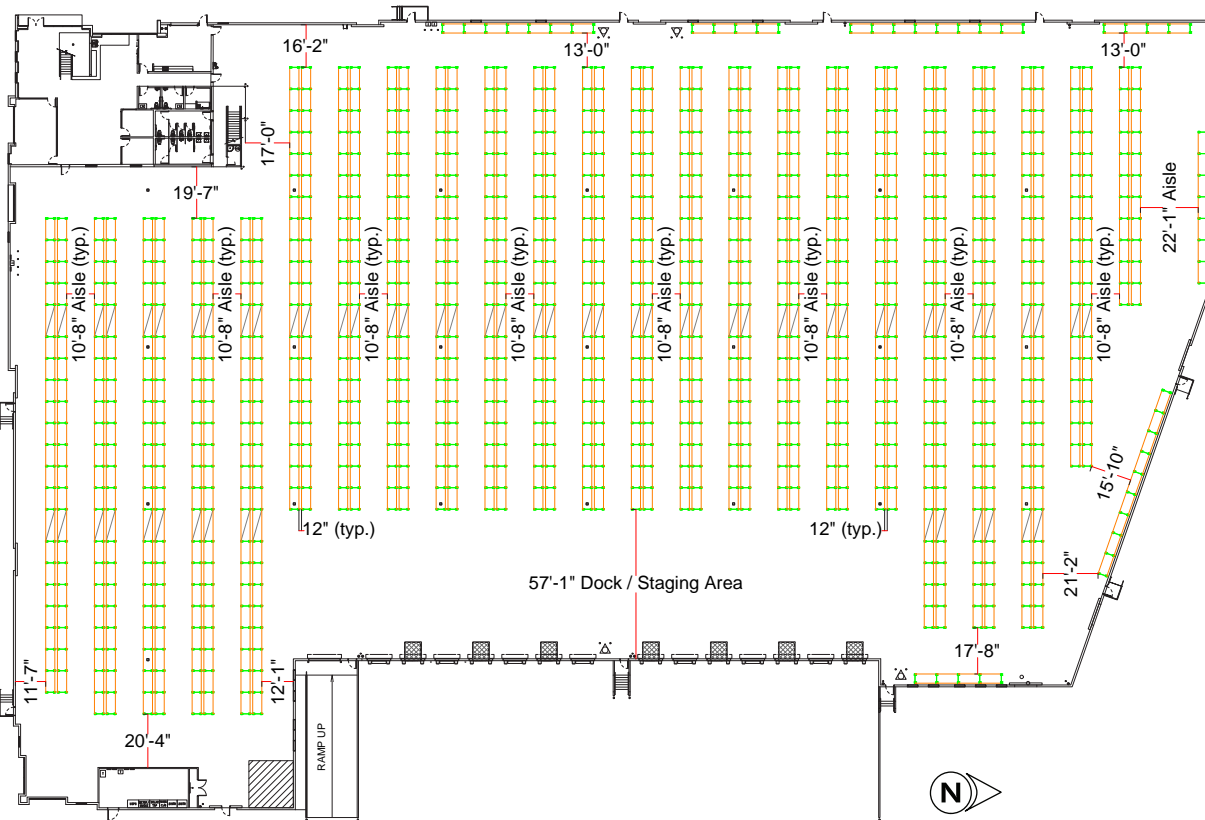 16'-2"
13'-0"
13'-0"
17'-0"
19'-7"
22'-1" Aisle
10'-8" Aisle (typ.)
10'-8" Aisle (typ.)
10'-8" Aisle (typ.)
10'-8" Aisle (typ.)
10'-8" Aisle (typ.)
10'-8" Aisle (typ.)
10'-8" Aisle (typ.)
10'-8" Aisle (typ.)
15'-10"
12" (typ.)
12" (typ.)
57'-1" Dock / Staging Area
21'-2"
17'-8"
11'-7"
12'-1"
20'-4"
RAMP UP
N